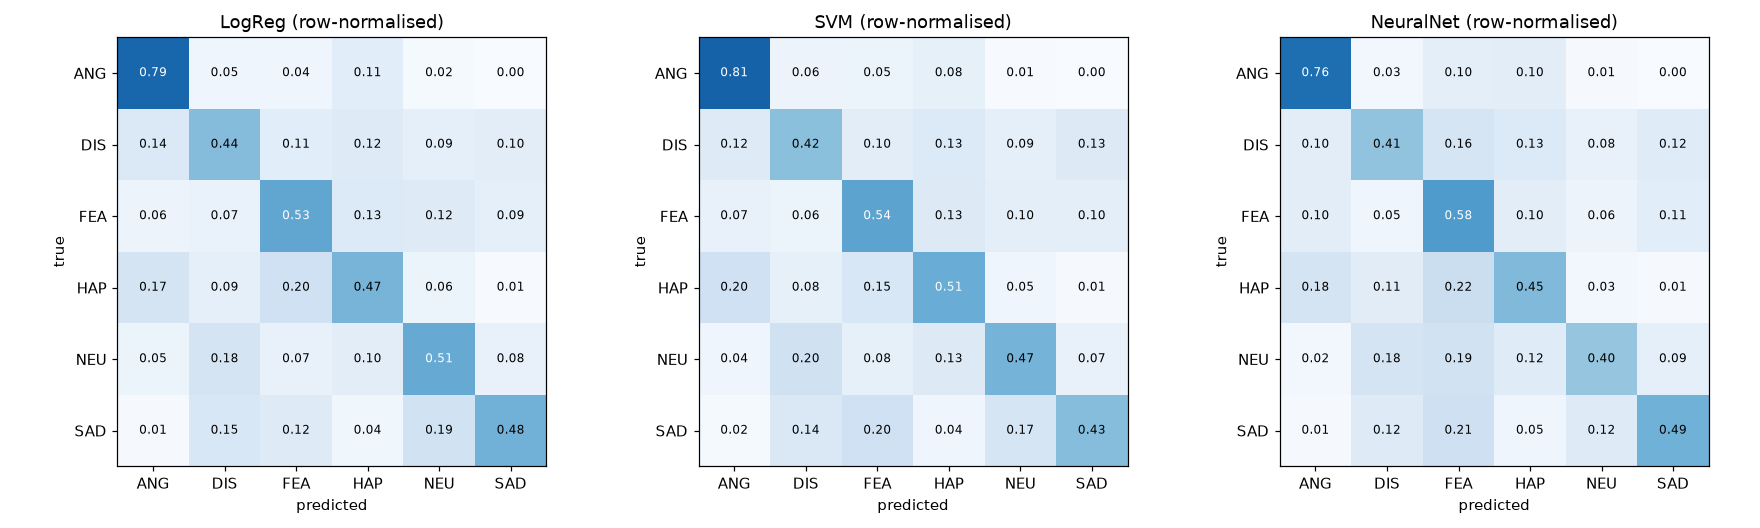 LogReg (row-normalised)
true
ANG 0.79 0.05 0.04 0.11 0.02 0.00
DIS 0.14 0.44 0.11 0.12 0.09 0.10
FEA 0.06 0.07 0.53 0.13 0.12 0.09
HAP 0.17 0.09 0.20 0.47 0.06 0.01
NEU 0.05 0.18 0.07 0.10 0.51 0.08
SAD 0.01 0.15 0.12 0.04 0.19 0.48
ANG DIS FEA HAP NEU SAD
predicted
SVM (row-normalised)
true
ANG 0.81 0.06 0.05 0.08 0.01 0.00
DIS 0.12 0.42 0.10 0.13 0.09 0.13
FEA 0.07 0.06 0.54 0.13 0.10 0.10
HAP 0.20 0.08 0.15 0.51 0.05 0.01
NEU 0.04 0.20 0.08 0.13 0.47 0.07
SAD 0.02 0.14 0.20 0.04 0.17 0.43
ANG DIS FEA HAP NEU SAD
predicted
NeuralNet (row-normalised)
true
ANG 0.76 0.03 0.10 0.10 0.01 0.00
DIS 0.10 0.41 0.16 0.13 0.08 0.12
FEA 0.10 0.05 0.58 0.10 0.06 0.11
HAP 0.18 0.11 0.22 0.45 0.03 0.01
NEU 0.02 0.18 0.19 0.12 0.40 0.09
SAD 0.01 0.12 0.21 0.05 0.12 0.49
ANG DIS FEA HAP NEU SAD
predicted